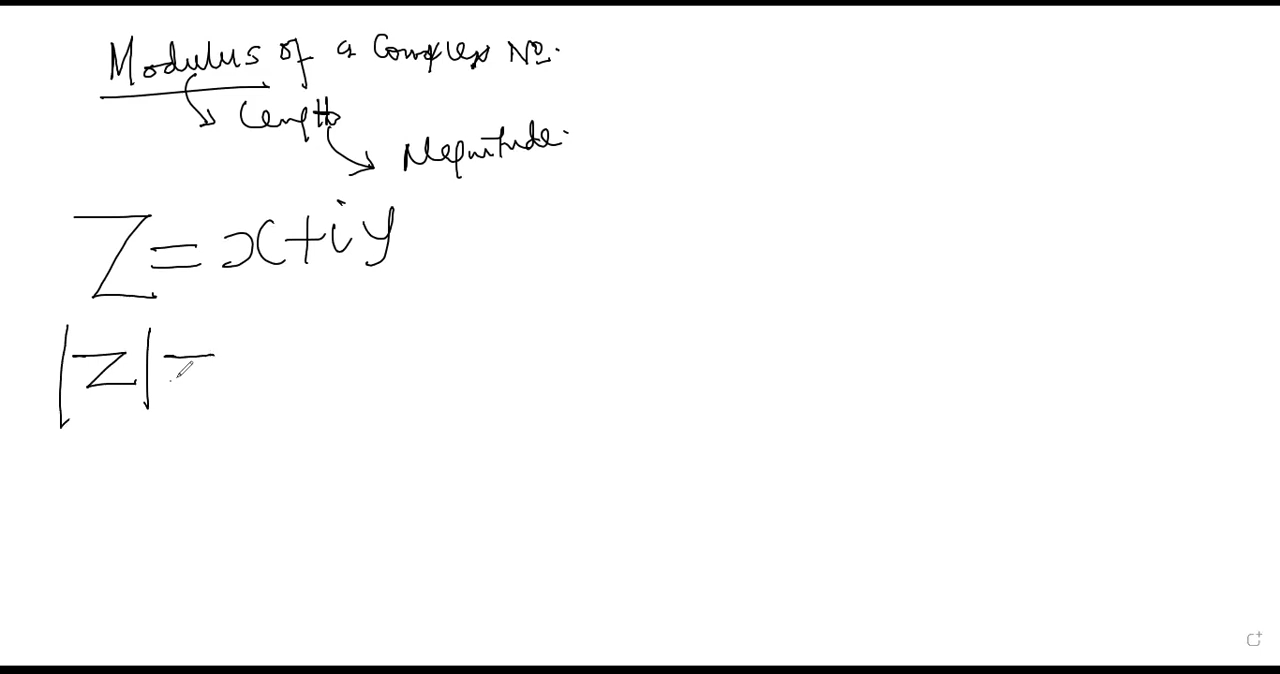 Modulus of a Complex No.
Length
Magnitude.
Z = x + iy
|Z| =